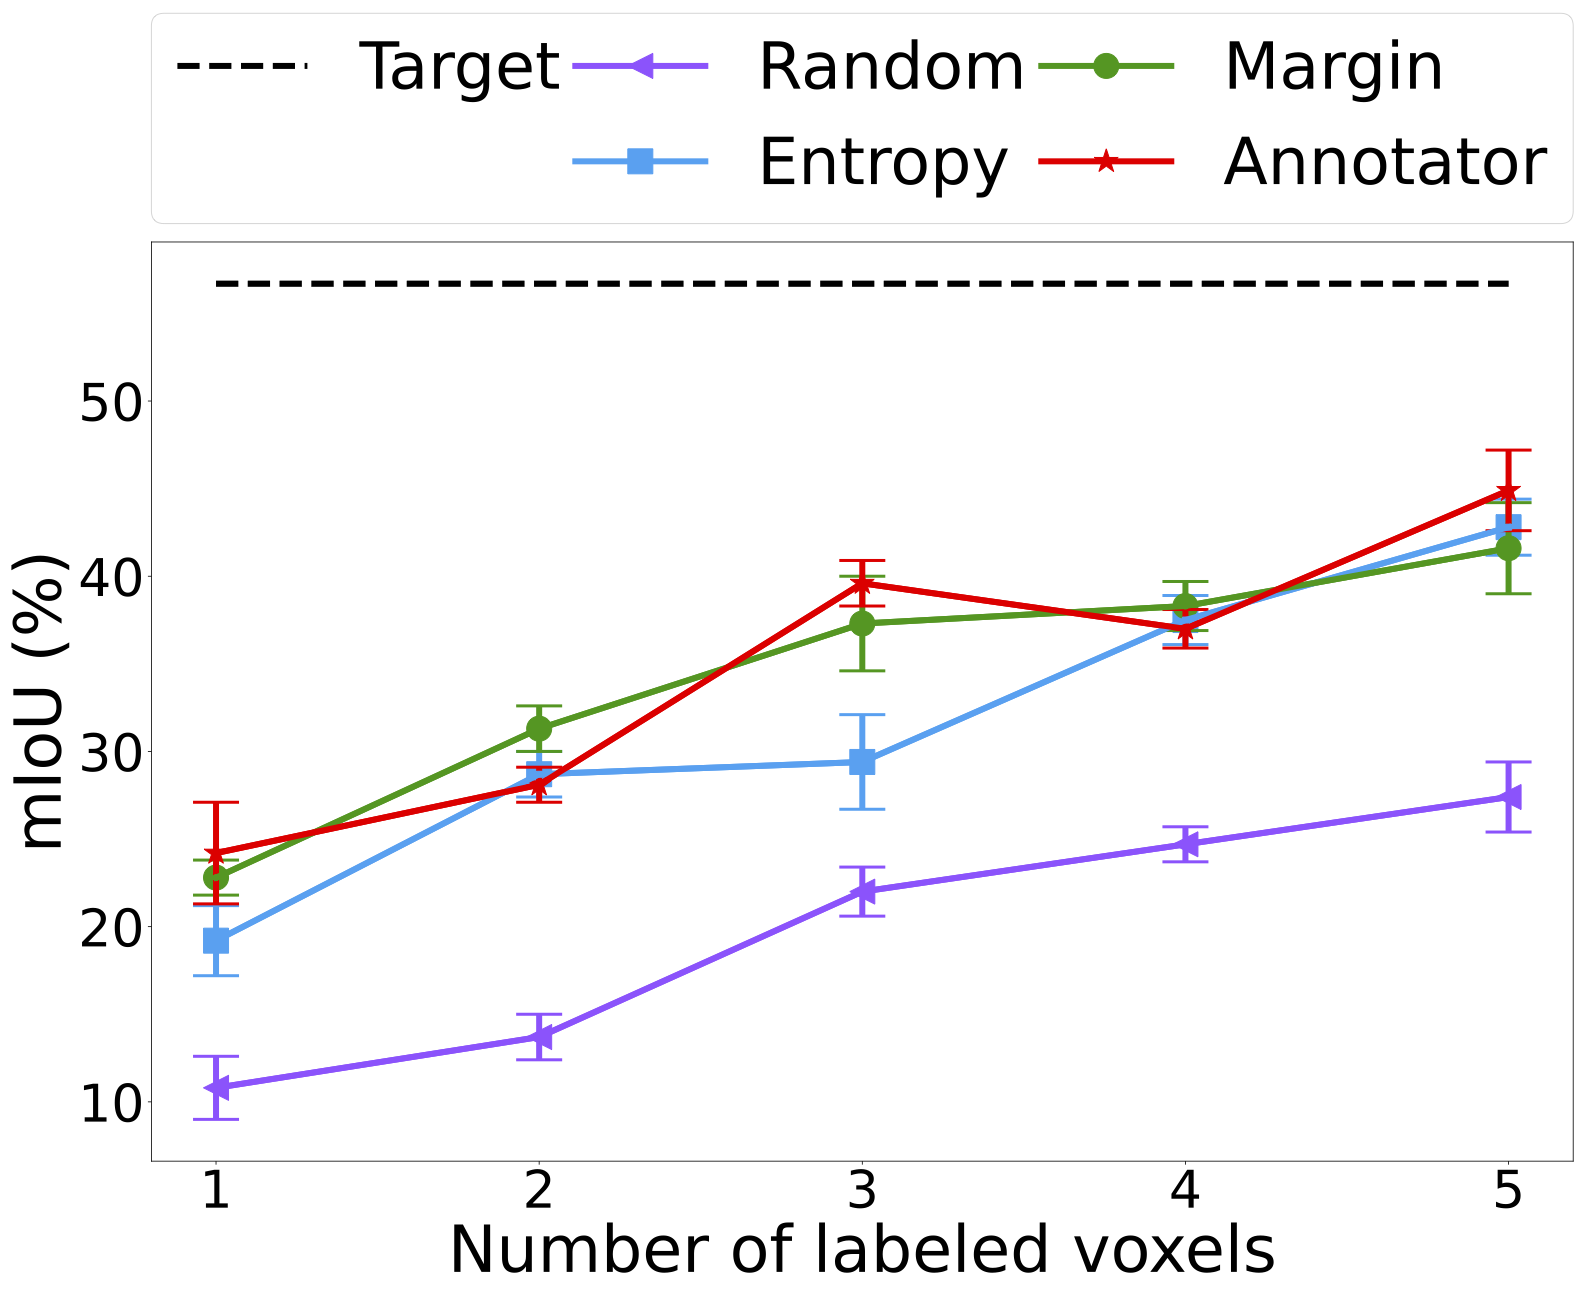 Target Random Margin
Entropy Annotator
50
40
30
20
10
mIoU (%)
1 2 3 4 5
Number of labeled voxels